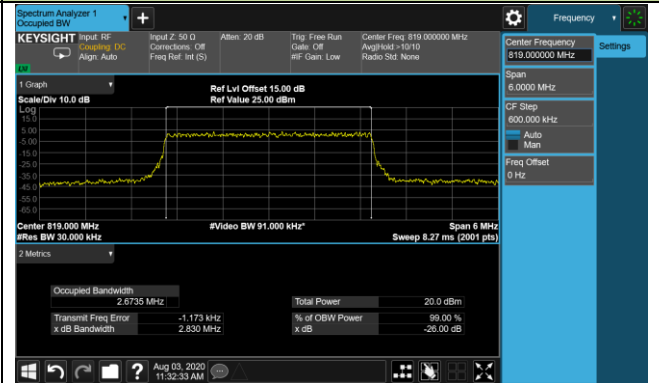 Spectrum Analyzer 1
Occupied BW
Frequency
KEYSIGHT
Input: RF
Coupling: DC
Align: Auto
Input Z: 50 Ω
Corrections: Off
Freq Ref: Int (S)
Atten: 20 dB
Trig: Free Run
Gate: Off
#IF Gain: Low
Center Freq: 819.000000 MHz
Avg|Hold:>10/10
Radio Std: None
Center Frequency
819.000000 MHz
Settings
Span
6.0000 MHz
CF Step
600.000 kHz
Auto
Man
Freq Offset
0 Hz
1 Graph
Scale/Div 10.0 dB
Ref Lvl Offset 15.00 dB
Ref Value 25.00 dBm
Log
15.0
5.00
-5.00
-15.0
-25.0
-35.0
-45.0
-55.0
-65.0
Center 819.000 MHz
#Res BW 30.000 kHz
#Video BW 91.000 kHz*
Span 6 MHz
Sweep 8.27 ms (2001 pts)
2 Metrics
Occupied Bandwidth
2.6735 MHz
Transmit Freq Error -1.173 kHz
x dB Bandwidth 2.830 MHz
Total Power 20.0 dBm
% of OBW Power 99.00 %
x dB -26.00 dB
?
Aug 03, 2020
11:32:33 AM